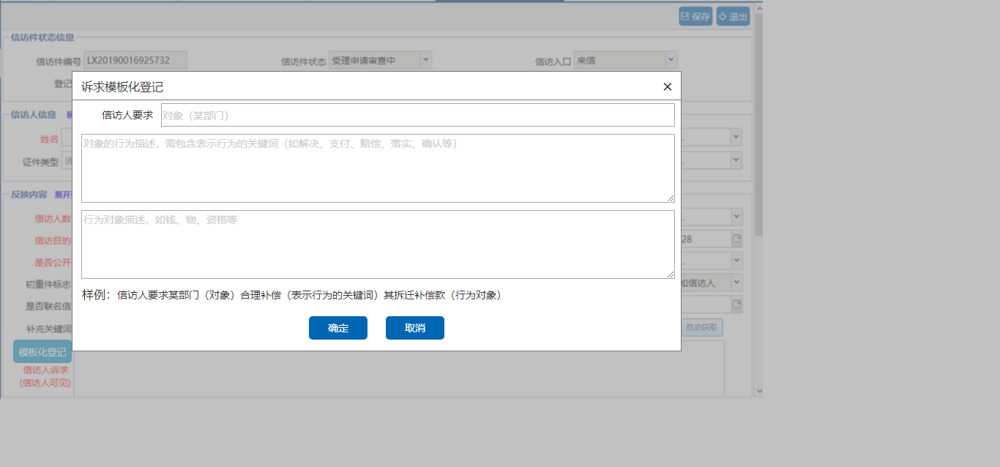 保存 退出
信访件状态信息
信访件编号 LX20190016925732 信访件状态 受理申请审查中 信访入口 来信
登记
诉求模板化登记 ×
信访人信息
信访人要求 对象（某部门）
姓名
对象的行为描述，需包含表示行为的关键词（如解决、支付、赔偿、落实、确认等）
证件类型 请
反映内容 展开
行为对象描述，如钱、物、资格等
信访人数
信访目的 28
是否公开
初重件标志 知信访人
样例：信访人要求某部门（对象）合理补偿（表示行为的关键词）其拆迁补偿款（行为对象）
是否联名信
补充关键词 自动获取
确定 取消
模板化登记
信访人诉求
(信访人可见)